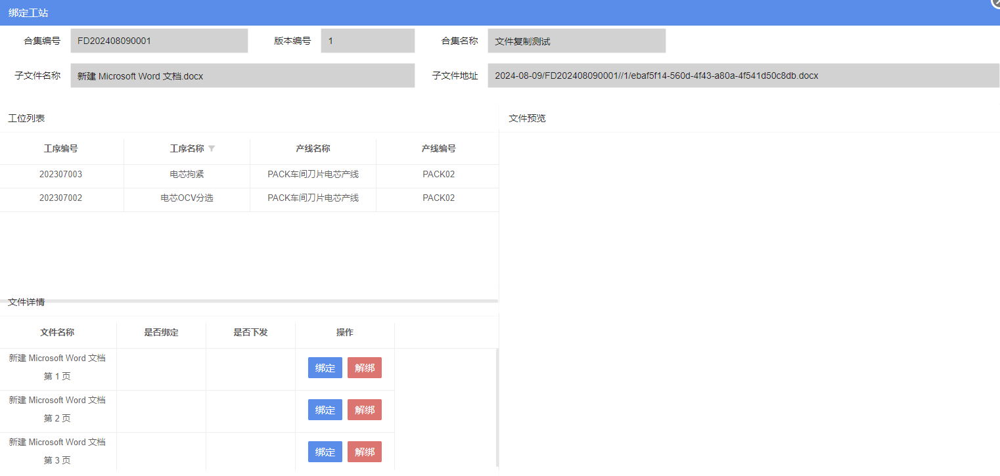 绑定工站
合集编号 FD202408090001 版本编号 1 合集名称 文件复制测试
子文件名称 新建 Microsoft Word 文档.docx 子文件地址 2024-08-09/FD202408090001//1/ebaf5f14-560d-4f43-a80a-4f541d50c8db.docx
工位列表 文件预览
工序编号 工序名称 产线名称 产线编号
202307003 电芯拘紧 PACK车间刀片电芯产线 PACK02
202307002 电芯OCV分选 PACK车间刀片电芯产线 PACK02
文件详情
文件名称 是否绑定 是否下发 操作
新建 Microsoft Word 文档
第 1 页
绑定 解绑
新建 Microsoft Word 文档
第 2 页
绑定 解绑
新建 Microsoft Word 文档
第 3 页
绑定 解绑